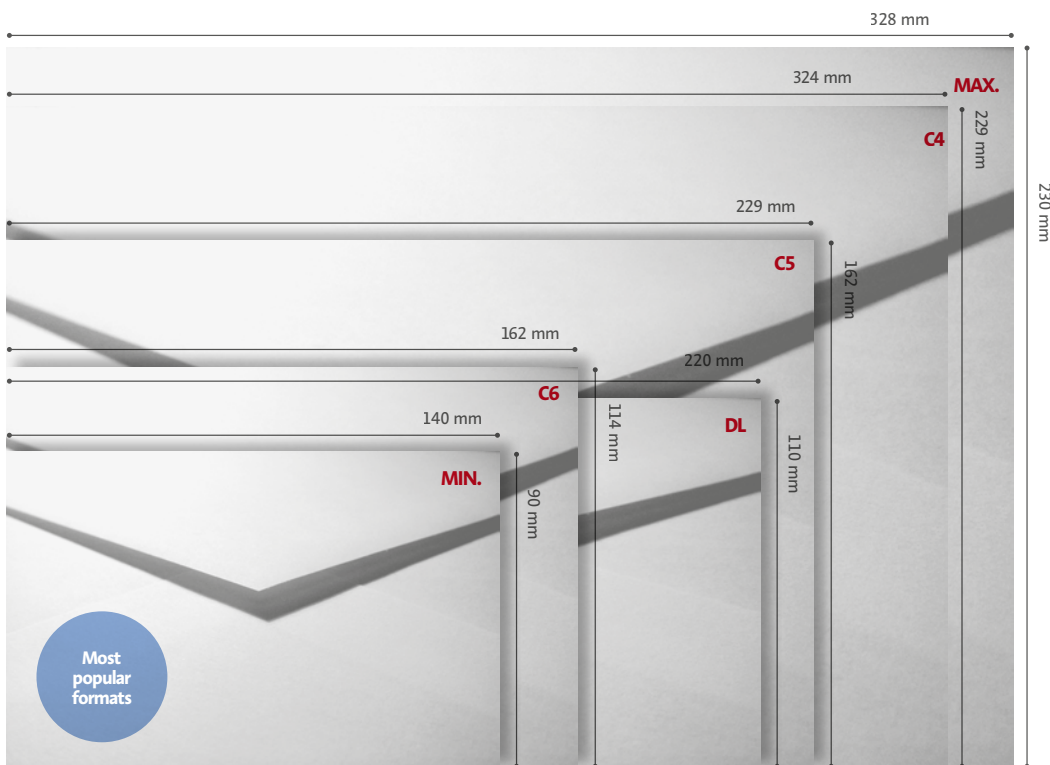 328 mm
324 mm
MAX.
229 mm
C4
230 mm
229 mm
C5
162 mm
162 mm
220 mm
C6
114 mm
140 mm
DL
110 mm
MIN.
90 mm
Most
popular
formats